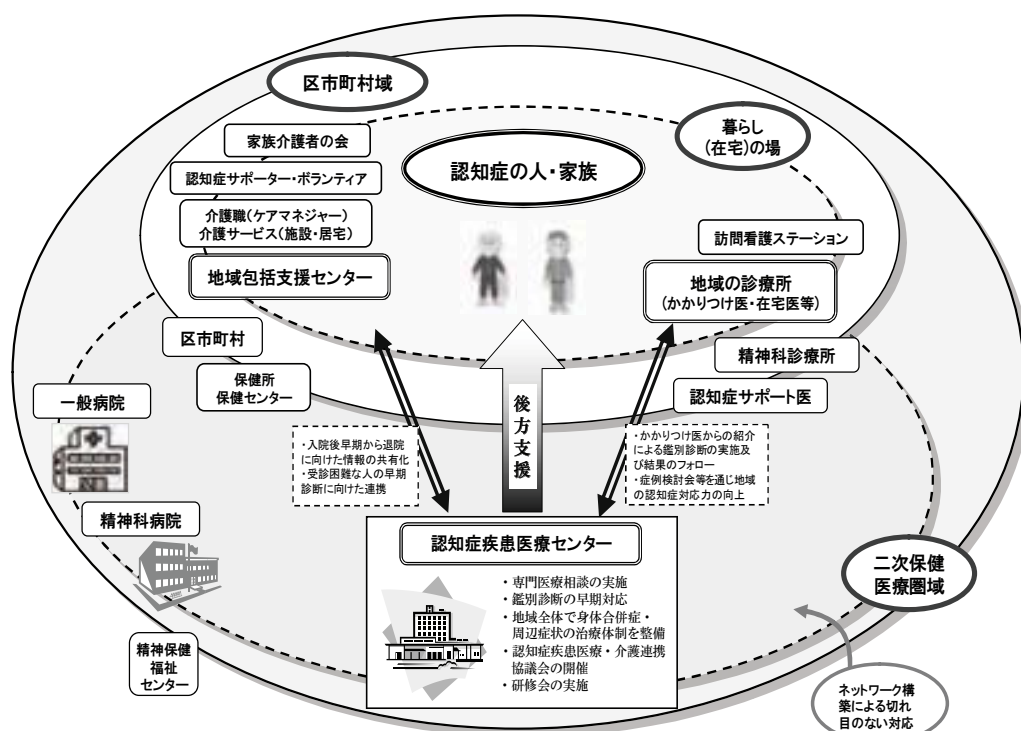 区市町村域
暮らし
(在宅)の場
家族介護者の会
認知症の人・家族
認知症サポーター・ボランティア
介護職(ケアマネジャー)
介護サービス(施設・居宅)
地域包括支援センター
訪問看護ステーション
地域の診療所
(かかりつけ医・在宅医等)
区市町村
保健所
保健センター
精神科診療所
認知症サポート医
一般病院
後方支援
・入院後早期から退院
に向けた情報の共有化
・受診困難な人の早期
診断に向けた連携
・かかりつけ医からの紹介
による鑑別診断の実施及
び結果のフォロー
・症例検討会等を通じ地域
の認知症対応力の向上
精神科病院
認知症疾患医療センター
・専門医療相談の実施
・鑑別診断の早期対応
・地域全体で身体合併症・
周辺症状の治療体制を整備
・認知症疾患医療・介護連携
協議会の開催
・研修会の実施
二次保健
医療圏域
精神保健
福祉
センター
ネットワーク構
築による切れ
目のない対応